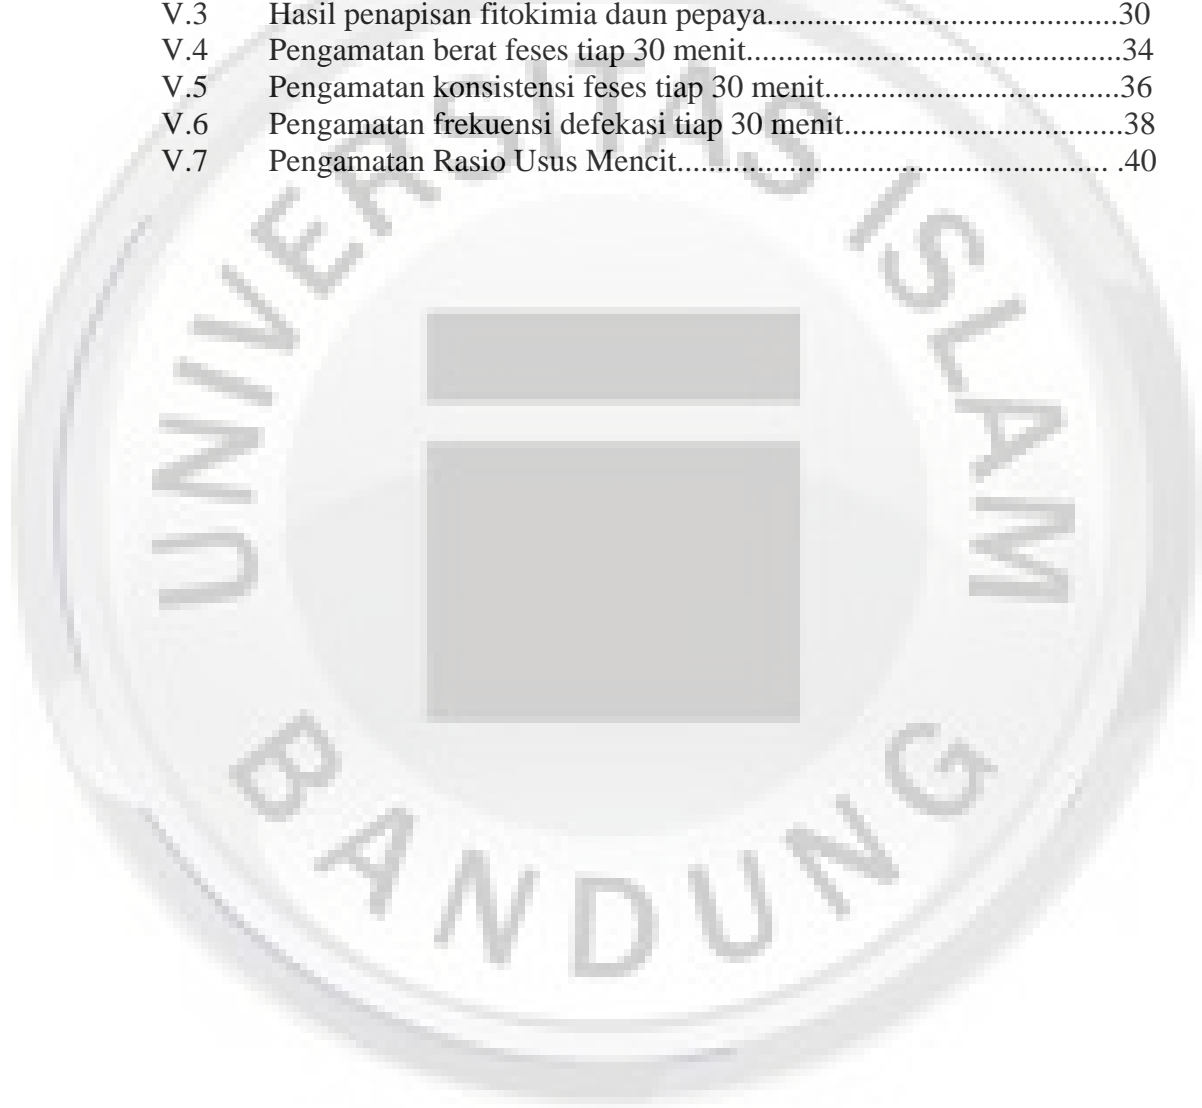 V.3 Hasil penapisan fitokimia daun pepaya.......................................30
V.4 Pengamatan berat feses tiap 30 menit.............................................34
V.5 Pengamatan konsistensi feses tiap 30 menit.................................36
V.6 Pengamatan frekuensi defekasi tiap 30 menit...............................38
V.7 Pengamatan Rasio Usus Mencit................................................ .40
UNIVERSITAS ISLAM
BANDUNG